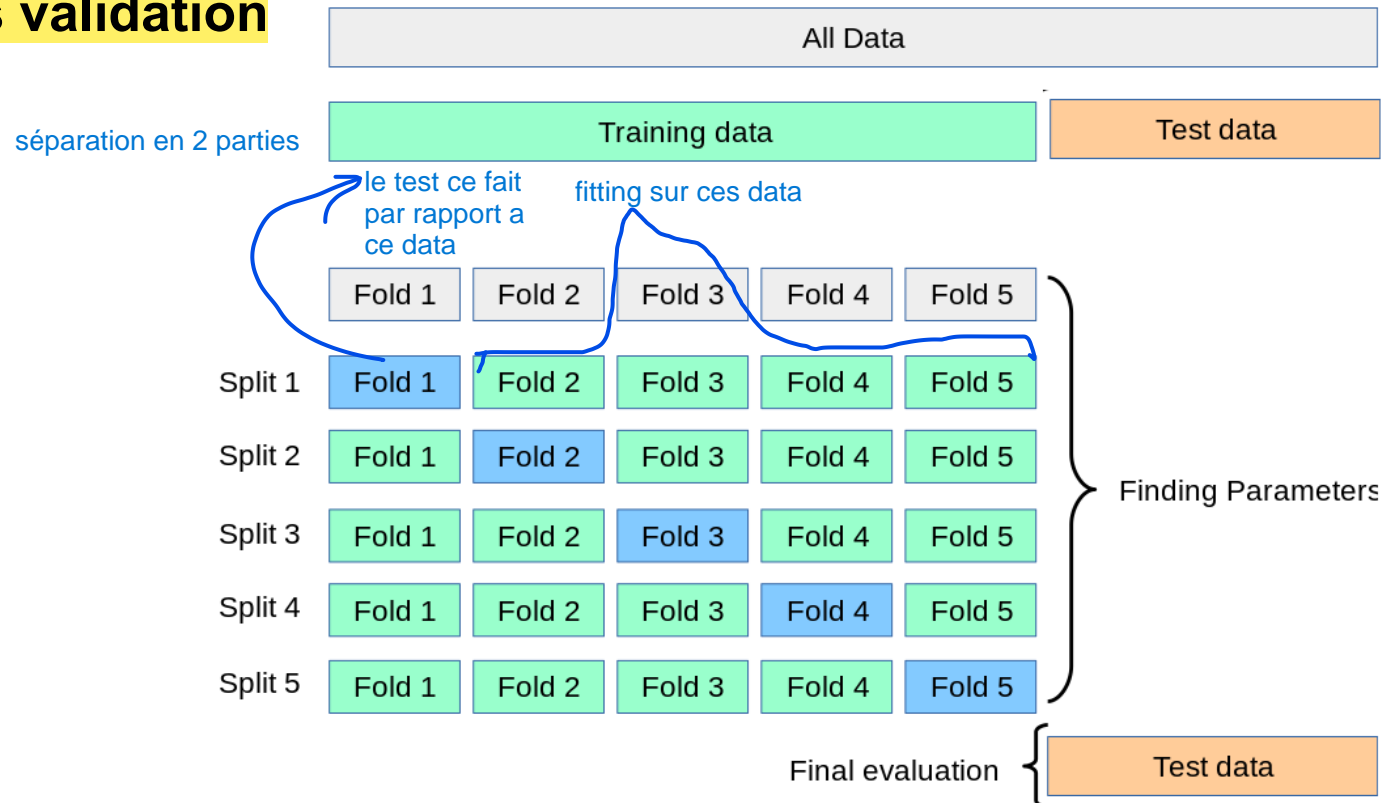 s validation
All Data
séparation en 2 parties
Training data
Test data
le test ce fait
par rapport a
ce data
fitting sur ces data
Fold 1 Fold 2 Fold 3 Fold 4 Fold 5
Split 1 Fold 1 Fold 2 Fold 3 Fold 4 Fold 5
Split 2 Fold 1 Fold 2 Fold 3 Fold 4 Fold 5
Finding Parameters
Split 3 Fold 1 Fold 2 Fold 3 Fold 4 Fold 5
Split 4 Fold 1 Fold 2 Fold 3 Fold 4 Fold 5
Split 5 Fold 1 Fold 2 Fold 3 Fold 4 Fold 5
Final evaluation
Test data